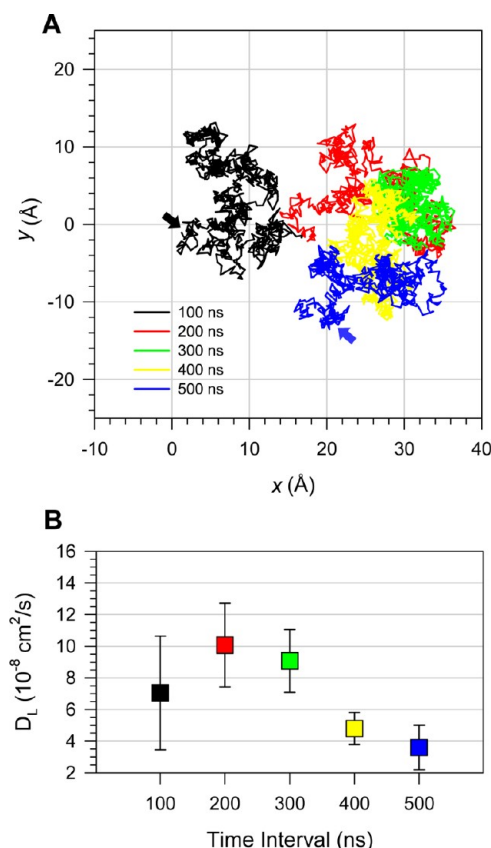 A
20
10
0
-10
-20
y (Å)
100 ns
200 ns
300 ns
400 ns
500 ns
-10 0 10 20 30 40
x (Å)
B
16
14
12
10
8
6
4
2
D_L (10^-8 cm^2/s)
100 200 300 400 500
Time Interval (ns)